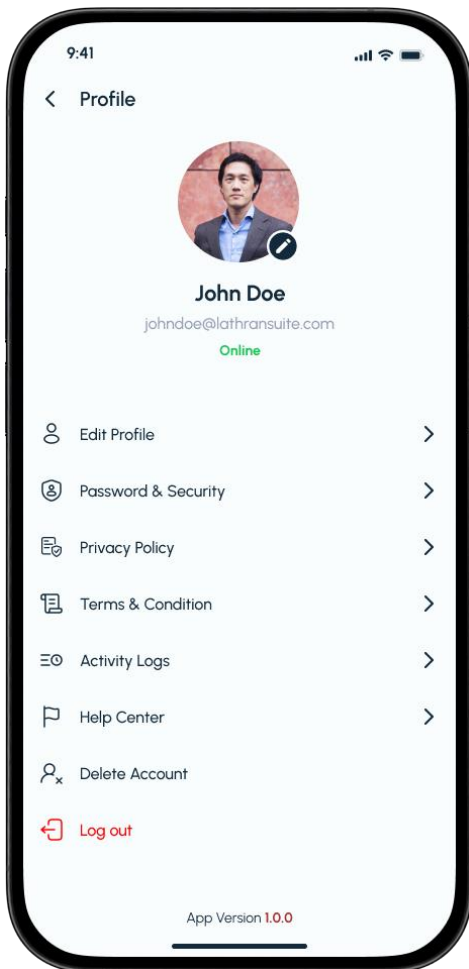 9:41
Profile
John Doe
johndoe@lathransuite.com
Online
Edit Profile
Password & Security
Privacy Policy
Terms & Condition
Activity Logs
Help Center
Delete Account
Log out
App Version 1.0.0